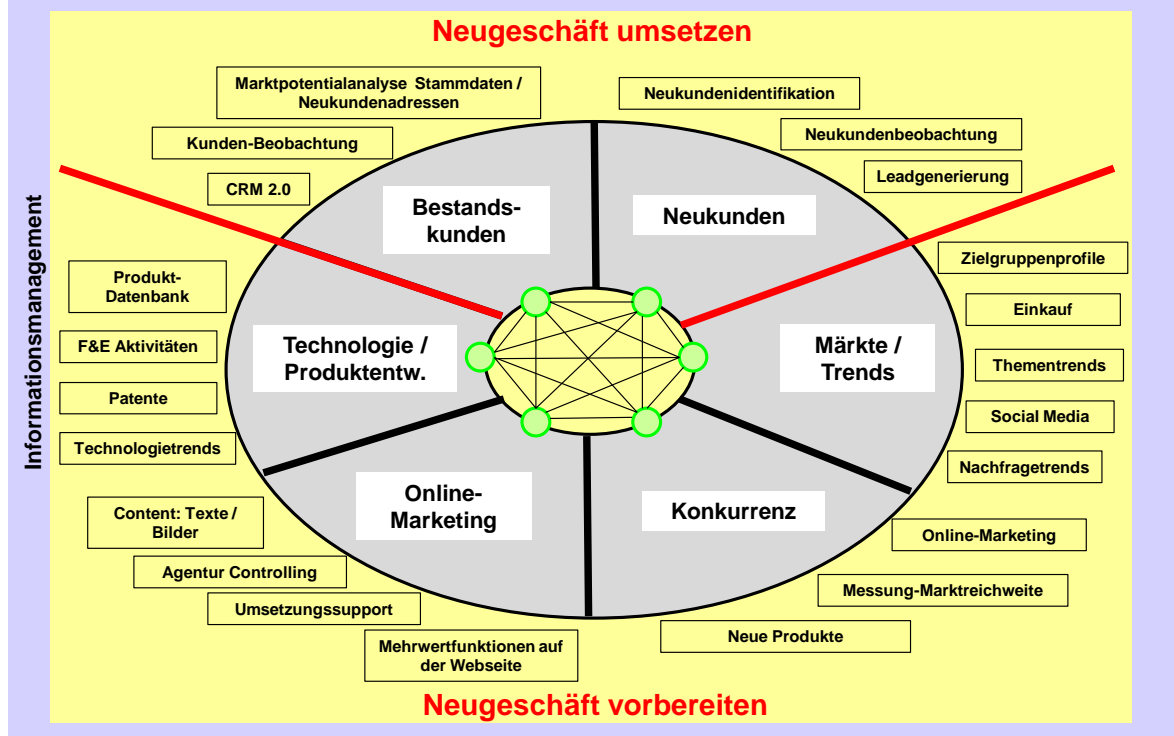 Neugeschäft umsetzen
Marktpotentialanalyse Stammdaten /
Neukundenadressen
Neukundenidentifikation
Kunden-Beobachtung
Neukundenbeobachtung
CRM 2.0
Leadgenerierung
Bestands-
kunden
Neukunden
Informationsmanagement
Produkt-
Datenbank
F&E Aktivitäten
Patente
Technologietrends
Technologie /
Produktentw.
Märkte /
Trends
Zielgruppenprofile
Einkauf
Thementrends
Social Media
Nachfragetrends
Online-
Marketing
Konkurrenz
Content: Texte /
Bilder
Agentur Controlling
Umsetzungssupport
Mehrwertfunktionen auf
der Webseite
Online-Marketing
Messung-Marktreichweite
Neue Produkte
Neugeschäft vorbereiten